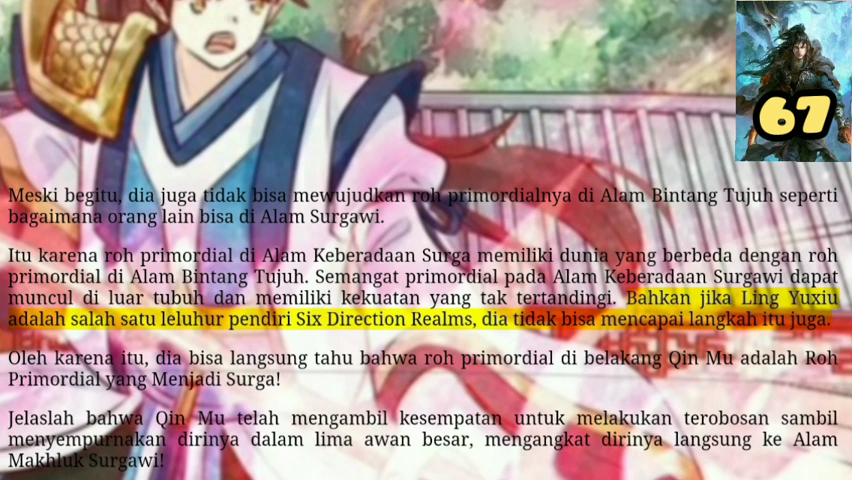 67
Meski begitu, dia juga tidak bisa mewujudkan roh primordialnya di Alam Bintang Tujuh seperti
bagaimana orang lain bisa di Alam Surgawi.
Itu karena roh primordial di Alam Keberadaan Surga memiliki dunia yang berbeda dengan roh
primordial di Alam Bintang Tujuh. Semangat primordial pada Alam Keberadaan Surgawi dapat
muncul di luar tubuh dan memiliki kekuatan yang tak tertandingi. Bahkan jika Ling Yuxiu
adalah salah satu leluhur pendiri Six Direction Realms, dia tidak bisa mencapai langkah itu juga.
Oleh karena itu, dia bisa langsung tahu bahwa roh primordial di belakang Qin Mu adalah Roh
Primordial yang Menjadi Surga!
Jelaslah bahwa Qin Mu telah mengambil kesempatan untuk melakukan terobosan sambil
menyempurnakan dirinya dalam lima awan besar, mengangkat dirinya langsung ke Alam
Makhluk Surgawi!